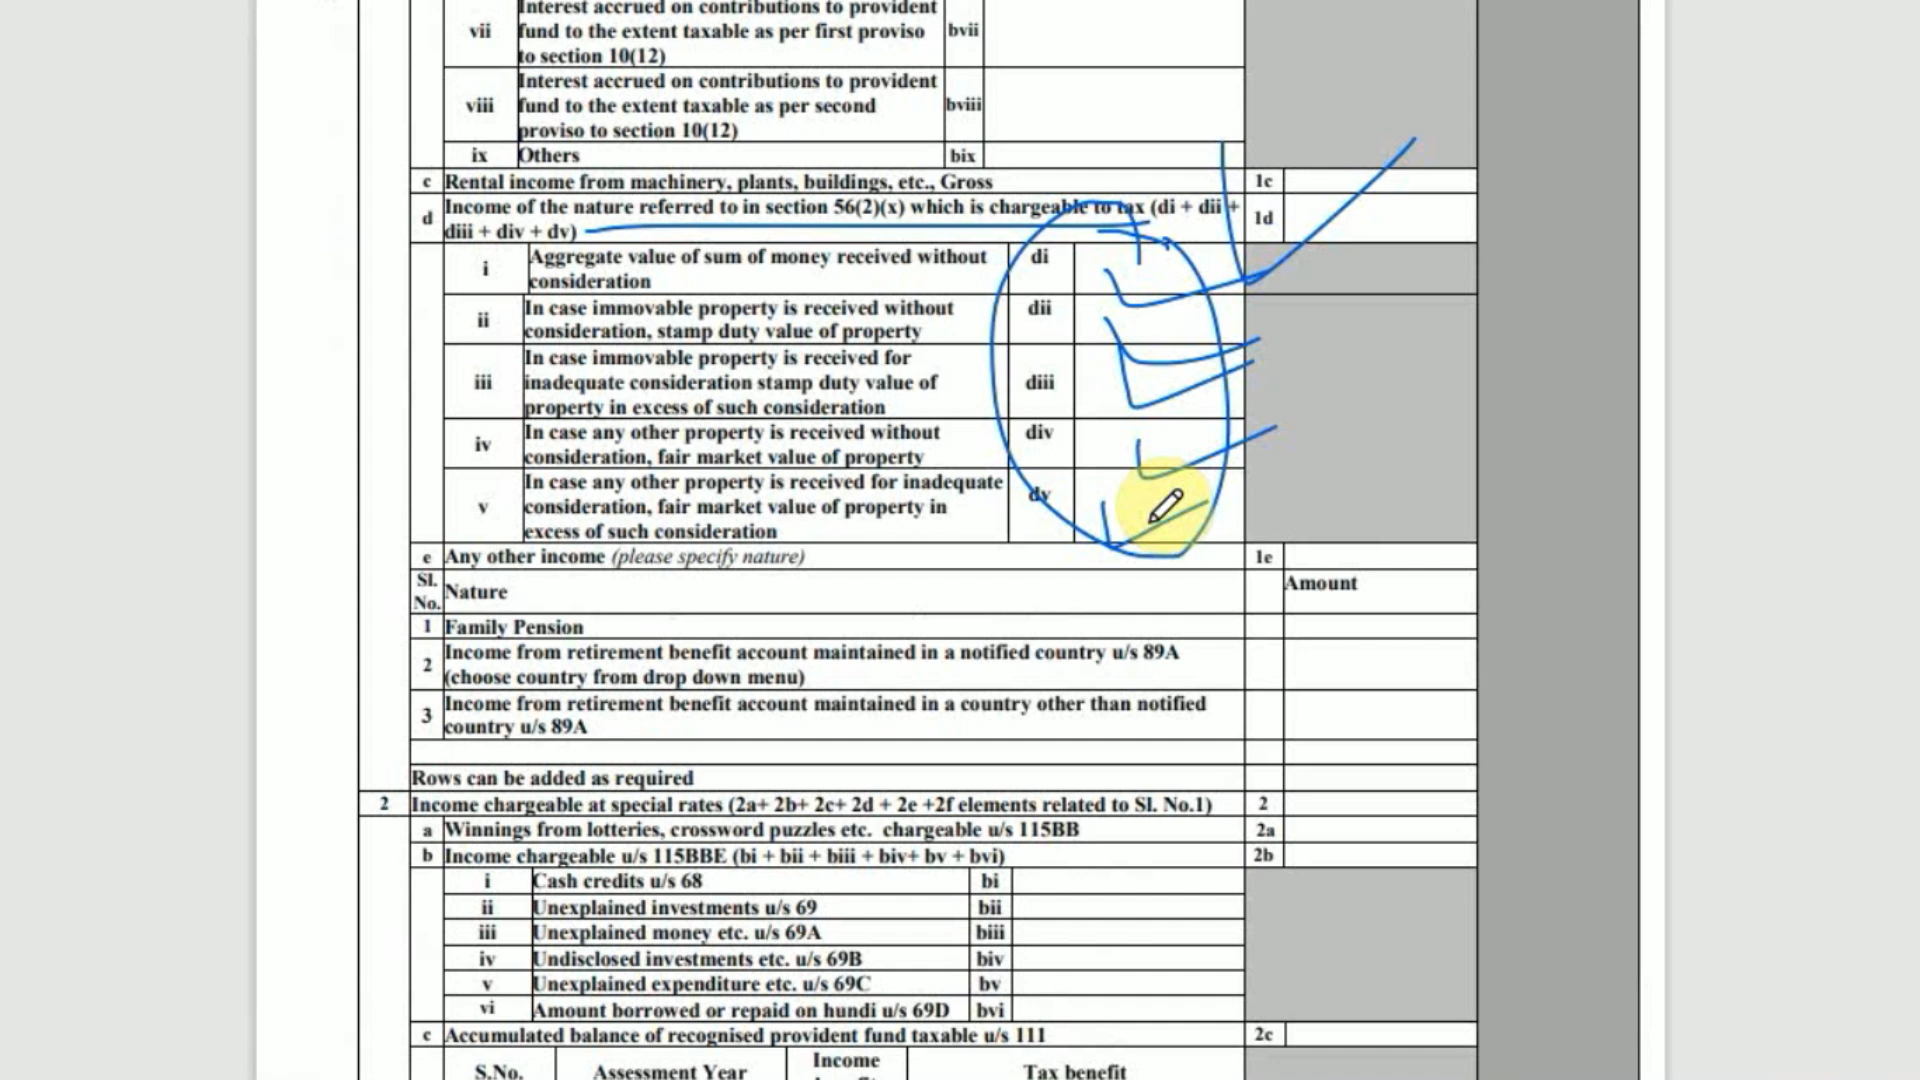 Interest accrued on contributions to provident
vii fund to the extent taxable as per first proviso bvii
to section 10(12)
Interest accrued on contributions to provident
viii fund to the extent taxable as per second bviii
proviso to section 10(12)
ix Others bix
c Rental income from machinery, plants, buildings, etc., Gross 1c
d Income of the nature referred to in section 56(2)(x) which is chargeable to tax (di + dii + 1d
diii + div + dv)
i Aggregate value of sum of money received without di
consideration
ii In case immovable property is received without dii
consideration, stamp duty value of property
In case immovable property is received for
iii inadequate consideration stamp duty value of diii
property in excess of such consideration
iv In case any other property is received without div
consideration, fair market value of property
In case any other property is received for inadequate dv
v consideration, fair market value of property in
excess of such consideration
e Any other income (please specify nature) 1e
Sl. No. Nature Amount
1 Family Pension
2 Income from retirement benefit account maintained in a notified country u/s 89A
(choose country from drop down menu)
3 Income from retirement benefit account maintained in a country other than notified
country u/s 89A
Rows can be added as required
2 Income chargeable at special rates (2a+ 2b+ 2c+ 2d + 2e +2f elements related to Sl. No.1) 2
a Winnings from lotteries, crossword puzzles etc. chargeable u/s 115BB 2a
b Income chargeable u/s 115BBE (bi + bii + biii + biv+ bv + bvi) 2b
i Cash credits u/s 68 bi
ii Unexplained investments u/s 69 bii
iii Unexplained money etc. u/s 69A biii
iv Undisclosed investments etc. u/s 69B biv
v Unexplained expenditure etc. u/s 69C bv
vi Amount borrowed or repaid on hundi u/s 69D bvi
c Accumulated balance of recognised provident fund taxable u/s 111 2c
S.No. Assessment Year Income Tax benefit